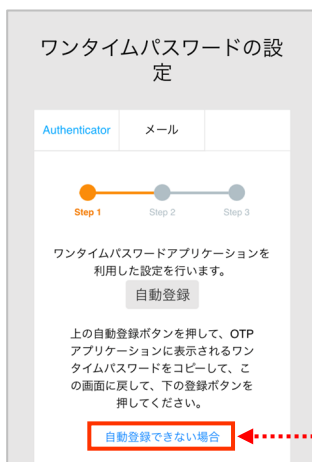 ワンタイムパスワードの設
定
Authenticator メール
Step 1 Step 2 Step 3
ワンタイムパスワードアプリケーションを
利用した設定を行います。
自動登録
上の自動登録ボタンを押して、OTP
アプリケーションに表示されるワン
タイムパスワードをコピーして、こ
の画面に戻して、下の登録ボタンを
押してください。
自動登録できない場合